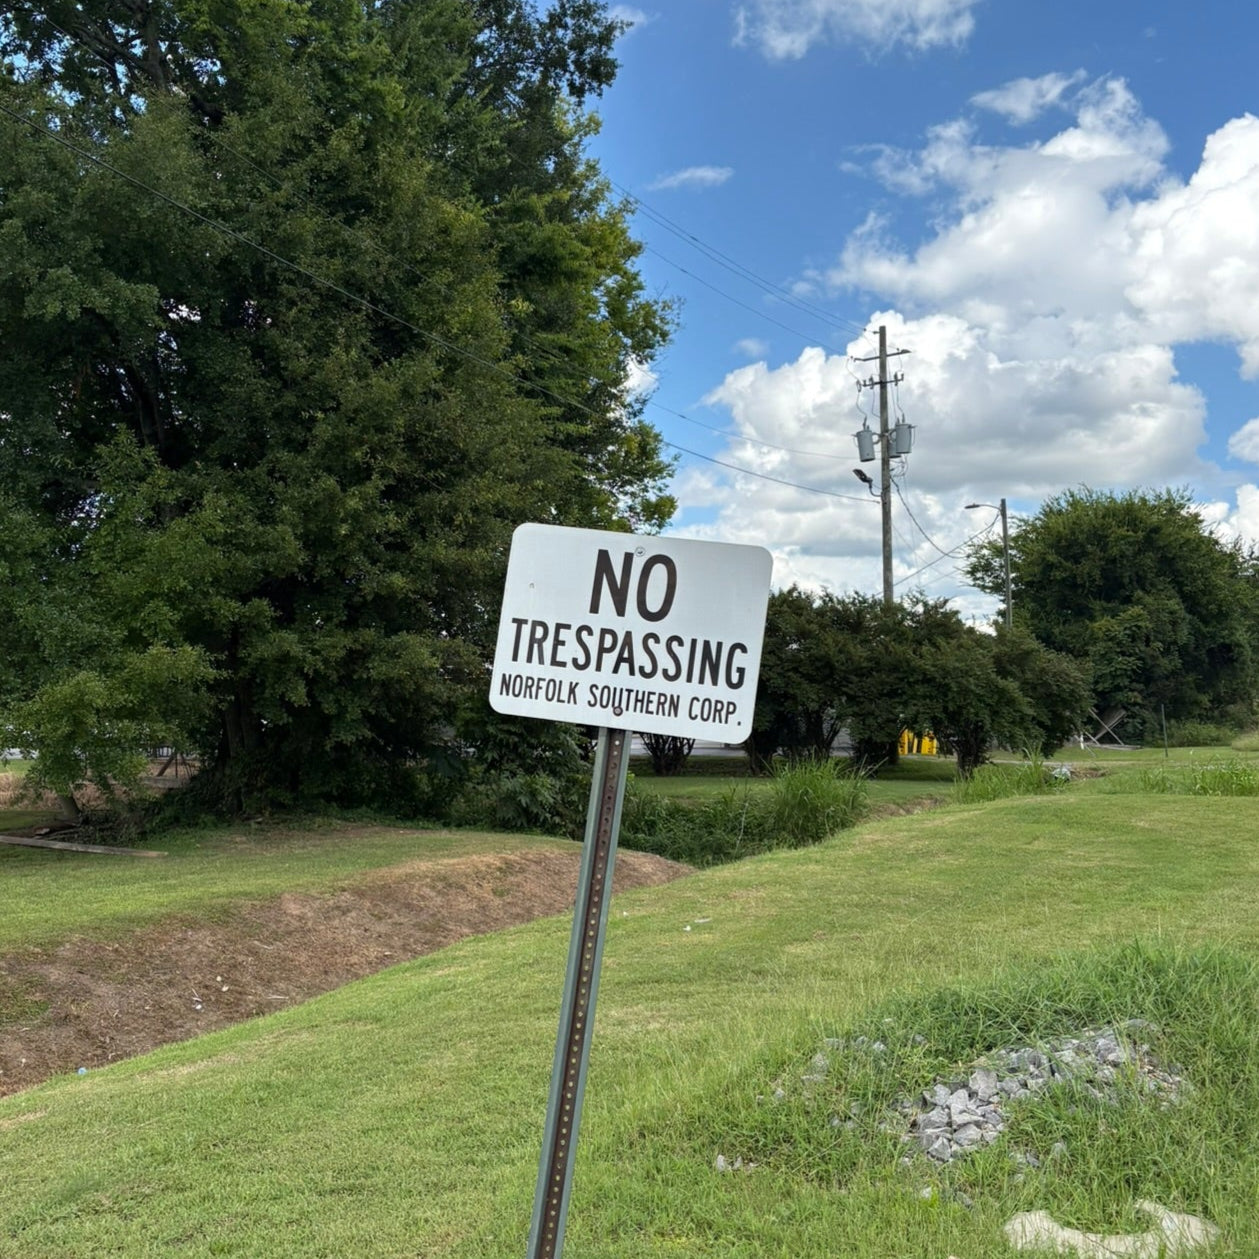 NO
TRESPASSING
NORFOLK SOUTHERN CORP.